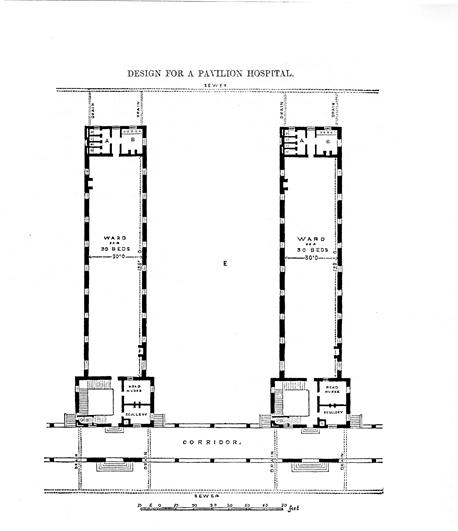 DESIGN FOR A PAVILION HOSPITAL.
SEWER
DRAIN
DRAIN
DRAIN
DRAIN
A
B
A
B
WARD
FOR
30 BEDS
30'0
WARD
FOR
30 BEDS
30'0
E
HEAD
NURSE
SCULLERY
HEAD
NURSE
SCULLERY
CORRIDOR.
DRAIN
DRAIN
DRAIN
DRAIN
SEWER
feet